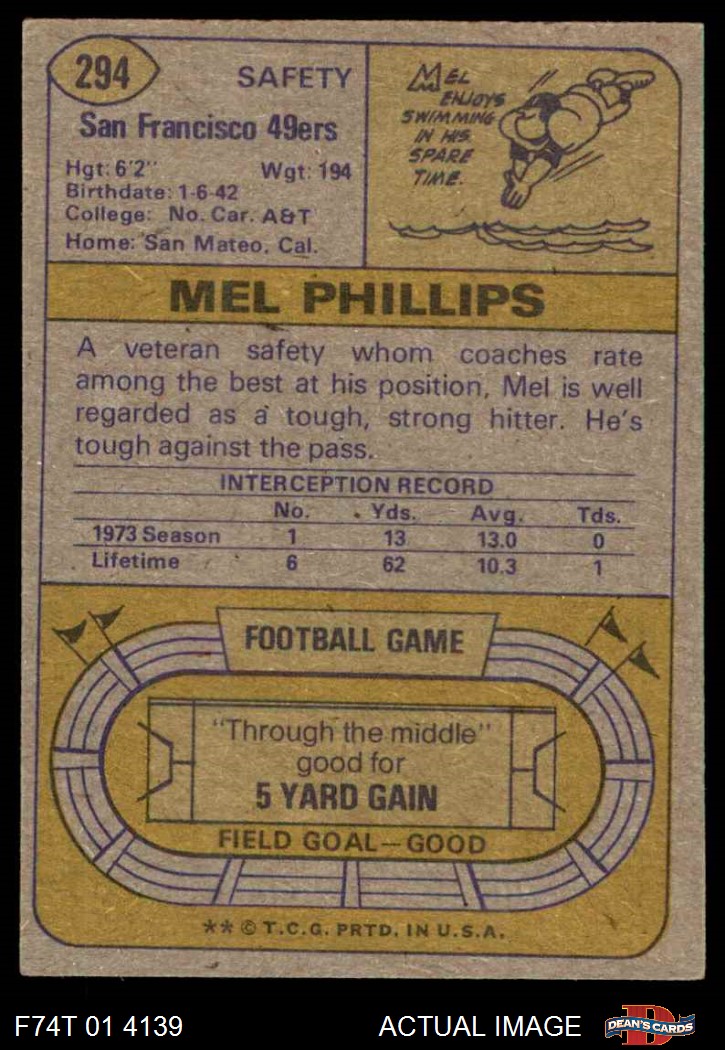 294
SAFETY
San Francisco 49ers
Hgt: 6'2" Wgt: 194
Birthdate: 1-6-42
College: No. Car. A&T
Home: San Mateo, Cal.
MEL
ENJOYS
SWIMMING
IN HIS
SPARE
TIME.
MEL PHILLIPS
A veteran safety whom coaches rate
among the best at his position, Mel is well
regarded as a tough, strong hitter. He's
tough against the pass.
INTERCEPTION RECORD
No. Yds. Avg. Tds.
1973 Season 1 13 13.0 0
Lifetime 6 62 10.3 1
FOOTBALL GAME
"Through the middle"
good for
5 YARD GAIN
FIELD GOAL—GOOD
** © T.C.G. PRTD. IN U.S.A.
F74T 01 4139 ACTUAL IMAGE
D
DEAN'S CARDS